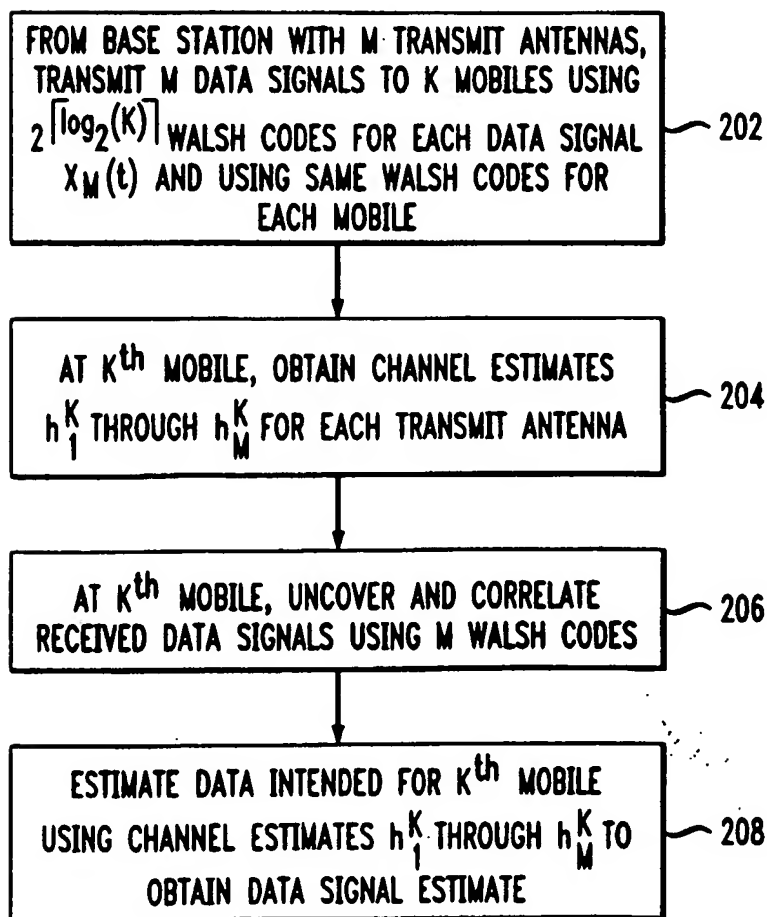 FROM BASE STATION WITH M TRANSMIT ANTENNAS,
TRANSMIT M DATA SIGNALS TO K MOBILES USING
2⌈log₂(K)⌉ WALSH CODES FOR EACH DATA SIGNAL
X_M(t) AND USING SAME WALSH CODES FOR
EACH MOBILE
202
AT Kth MOBILE, OBTAIN CHANNEL ESTIMATES
h₁ᴷ THROUGH h_Mᴷ FOR EACH TRANSMIT ANTENNA
204
AT Kth MOBILE, UNCOVER AND CORRELATE
RECEIVED DATA SIGNALS USING M WALSH CODES
206
ESTIMATE DATA INTENDED FOR Kth MOBILE
USING CHANNEL ESTIMATES h₁ᴷ THROUGH h_Mᴷ TO
OBTAIN DATA SIGNAL ESTIMATE
208